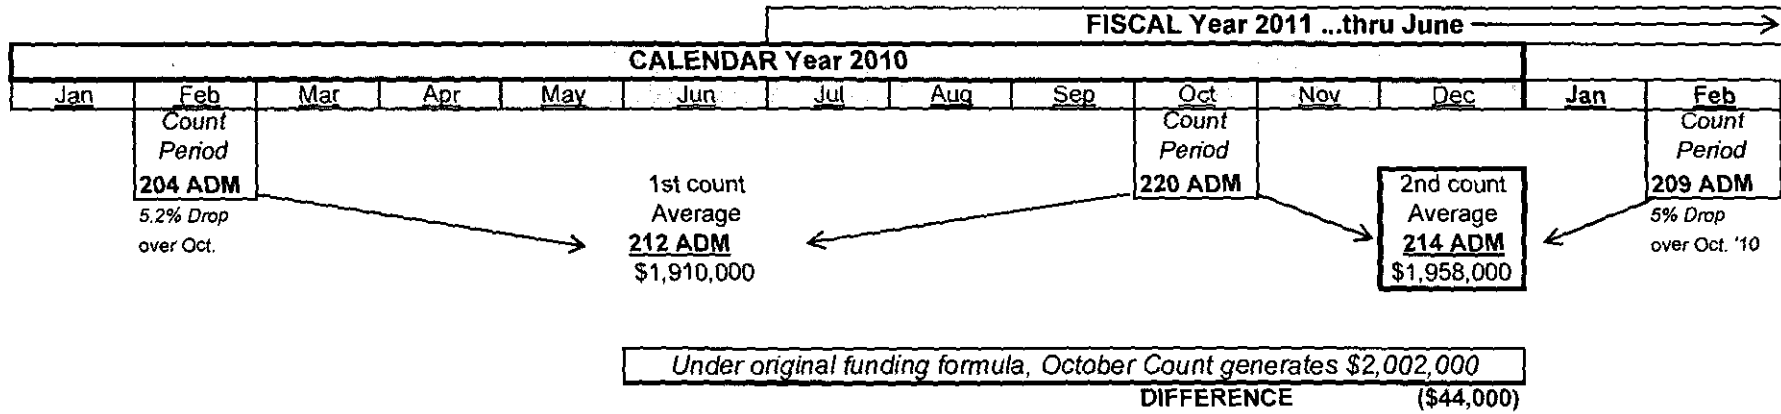 FISCAL Year 2011 ...thru June
CALENDAR Year 2010
Jan Feb Mar Apr May Jun Jul Aug Sep Oct Nov Dec Jan Feb
Count Count Count
Period Period Period
204 ADM 1st count 220 ADM 2nd count 209 ADM
5.2% Drop Average Average 5% Drop
over Oct. 212 ADM 214 ADM over Oct. '10
$1,910,000 $1,958,000
Under original funding formula, October Count generates $2,002,000
DIFFERENCE ($44,000)